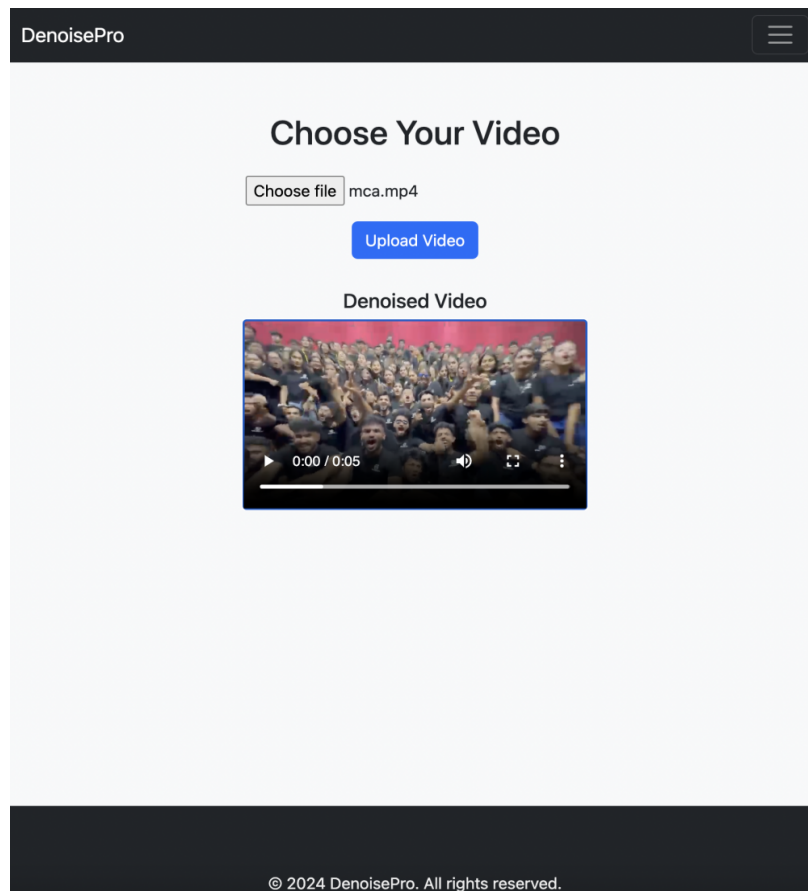 DenoisePro
Choose Your Video
Choose file mca.mp4
Upload Video
Denoised Video
0:00 / 0:05
© 2024 DenoisePro. All rights reserved.